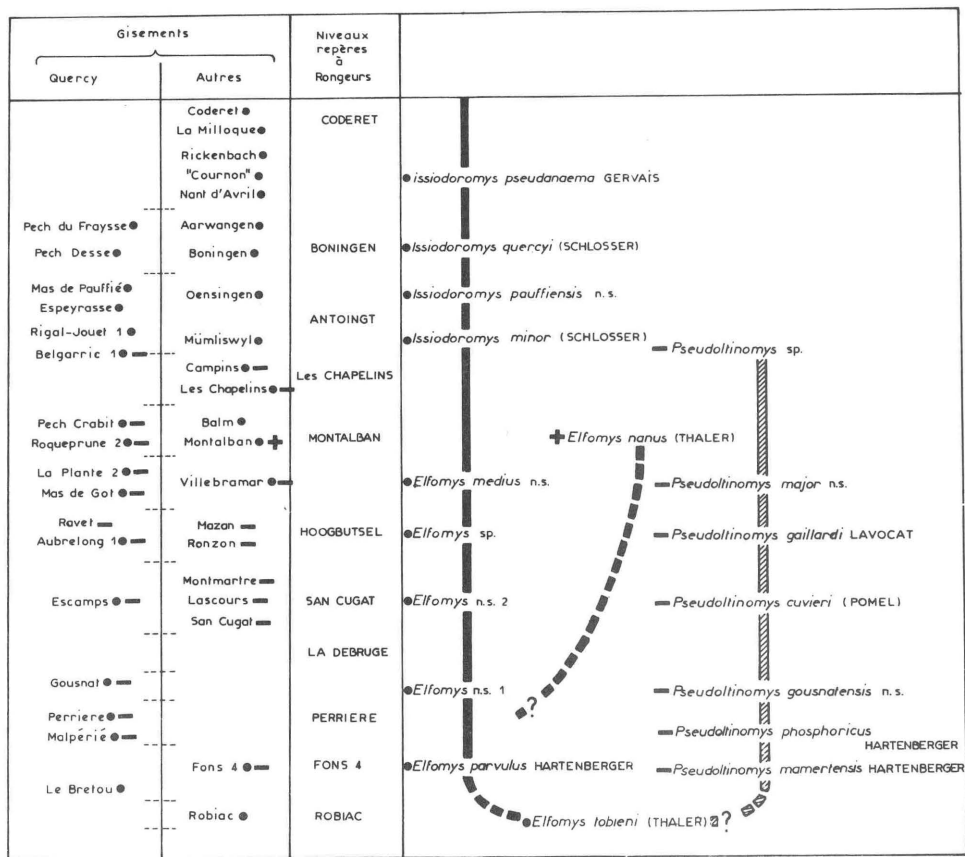 Gisements
Quercy
Autres
Niveaux
repères
à
Rongeurs
Coderet
La Milloque
CODERET
Rickenbach
"Cournon"
Nant d'Avril
issiodoromys pseudanaema GERVAIS
Pech du Fraysse
Aarwangen
Pech Desse
Boningen
BONINGEN
Issiodoromys quercyi (SCHLOSSER)
Mas de Pauffié
Espeyrasse
Oensingen
Issiodoromys pauffiensis n.s.
ANTOINGT
Rigal-Jouet 1
Belgarric 1
Mümliswyl
Issiodoromys minor (SCHLOSSER)
Pseudoltinomys sp.
Campins
Les Chapelins
Les CHAPELINS
Pech Crabit
Roqueprune 2
Balm
Montalban
MONTALBAN
Elfomys nanus (THALER)
La Plante 2
Mas de Got
Villebramar
Elfomys medius n.s.
Pseudoltinomys major n.s.
Ravet
Aubrelong 1
Mazan
Ronzon
HOOGBUTSEL
Elfomys sp.
Pseudoltinomys gaillardi LAVOCAT
Escamps
Montmartre
Lascours
San Cugat
SAN CUGAT
Elfomys n.s. 2
Pseudoltinomys cuvieri (POMEL)
LA DEBRUGE
Gousnat
Elfomys n.s. 1
Pseudoltinomys gousnatensis n.s.
?
Perriere
Malpérié
PERRIERE
Pseudoltinomys phosphoricus
HARTENBERGER
Fons 4
FONS 4
Elfomys parvulus HARTENBERGER
Pseudoltinomys mamertensis HARTENBERGER
Le Bretou
Robiac
ROBIAC
Elfomys tobieni (THALER) ?